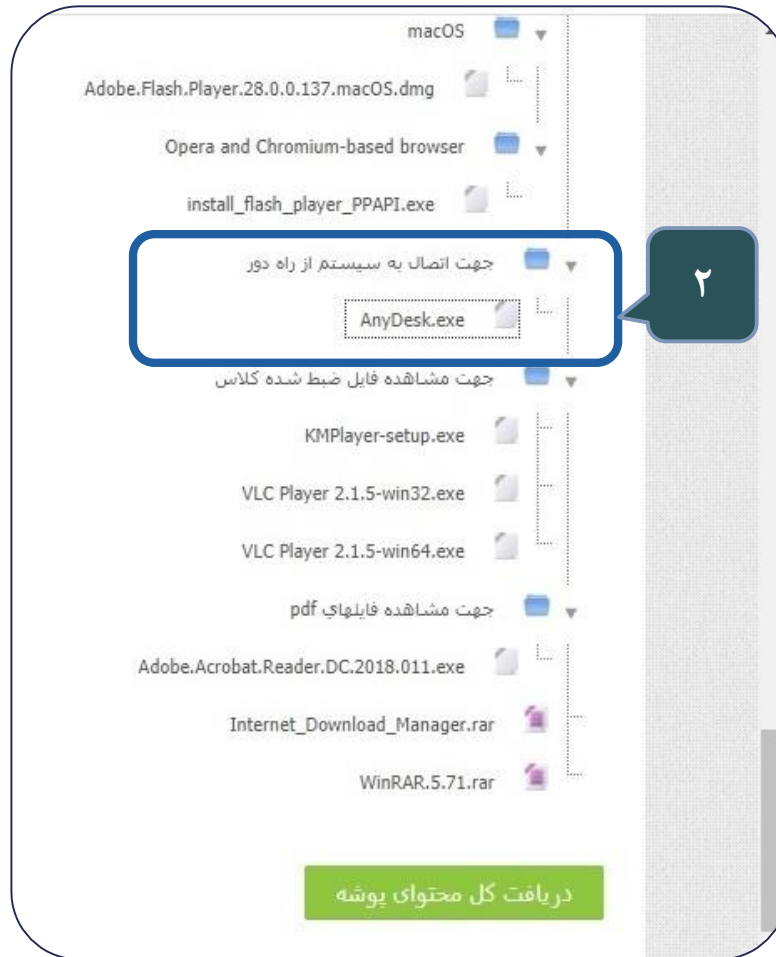 macOS
Adobe.Flash.Player.28.0.0.137.macOS.dmg
Opera and Chromium-based browser
install_flash_player_PPAPI.exe
جهت اتصال به سیستم از راه دور
۲
AnyDesk.exe
جهت مشاهده فایل ضبط شده کلاس
KMPlayer-setup.exe
VLC Player 2.1.5-win32.exe
VLC Player 2.1.5-win64.exe
جهت مشاهده فایلهای pdf
Adobe.Acrobat.Reader.DC.2018.011.exe
Internet_Download_Manager.rar
WinRAR.5.71.rar
دریافت کل محتوای پوشه